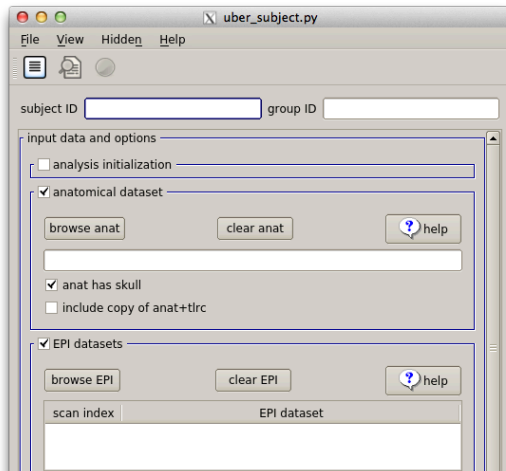 uber_subject.py
File View Hidden Help
subject ID group ID
input data and options
analysis initialization
anatomical dataset
browse anat clear anat ? help
anat has skull
include copy of anat+tlrc
EPI datasets
browse EPI clear EPI ? help
scan index EPI dataset